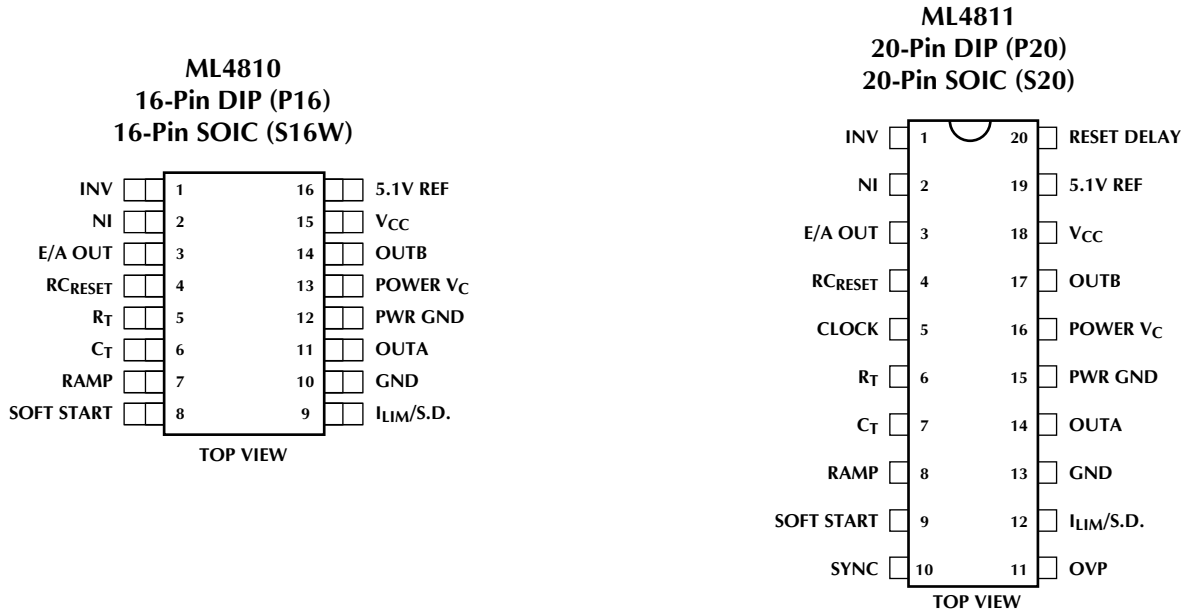 ML4810
16-Pin DIP (P16)
16-Pin SOIC (S16W)
INV 1 16 5.1V REF
NI 2 15 VCC
E/A OUT 3 14 OUTB
RCRESET 4 13 POWER VC
RT 5 12 PWR GND
CT 6 11 OUTA
RAMP 7 10 GND
SOFT START 8 9 ILIM/S.D.
TOP VIEW
ML4811
20-Pin DIP (P20)
20-Pin SOIC (S20)
INV 1 20 RESET DELAY
NI 2 19 5.1V REF
E/A OUT 3 18 VCC
RCRESET 4 17 OUTB
CLOCK 5 16 POWER VC
RT 6 15 PWR GND
CT 7 14 OUTA
RAMP 8 13 GND
SOFT START 9 12 ILIM/S.D.
SYNC 10 11 OVP
TOP VIEW